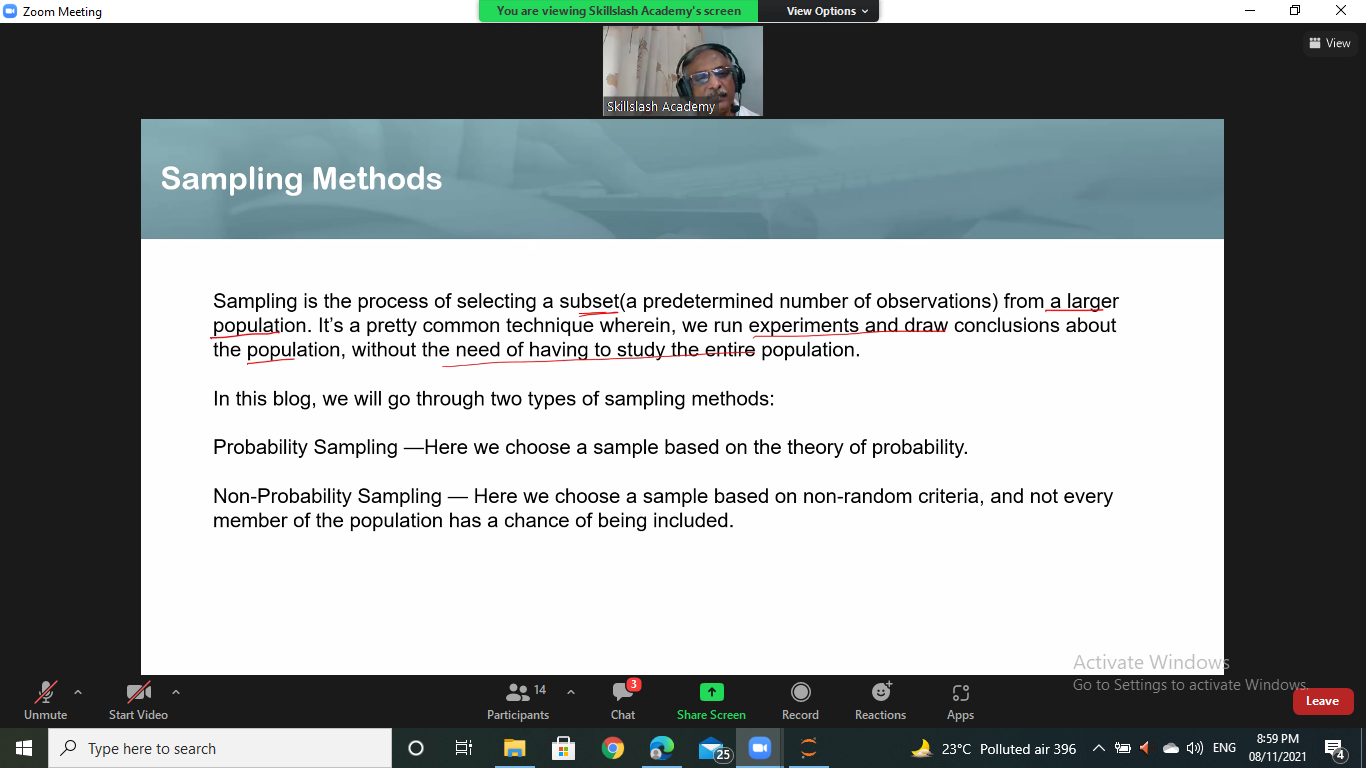 Zoom Meeting
You are viewing Skillslash Academy's screen
View Options
View
Skillslash Academy
Sampling Methods
Sampling is the process of selecting a subset(a predetermined number of observations) from a larger
population. It’s a pretty common technique wherein, we run experiments and draw conclusions about
the population, without the need of having to study the entire population.
In this blog, we will go through two types of sampling methods:
Probability Sampling —Here we choose a sample based on the theory of probability.
Non-Probability Sampling — Here we choose a sample based on non-random criteria, and not every
member of the population has a chance of being included.
Activate Windows
Go to Settings to activate Windows.
Unmute
Start Video
14
Participants
3
Chat
Share Screen
Record
Reactions
Apps
Leave
Type here to search
25
23°C Polluted air 396
ENG
8:59 PM
08/11/2021
4